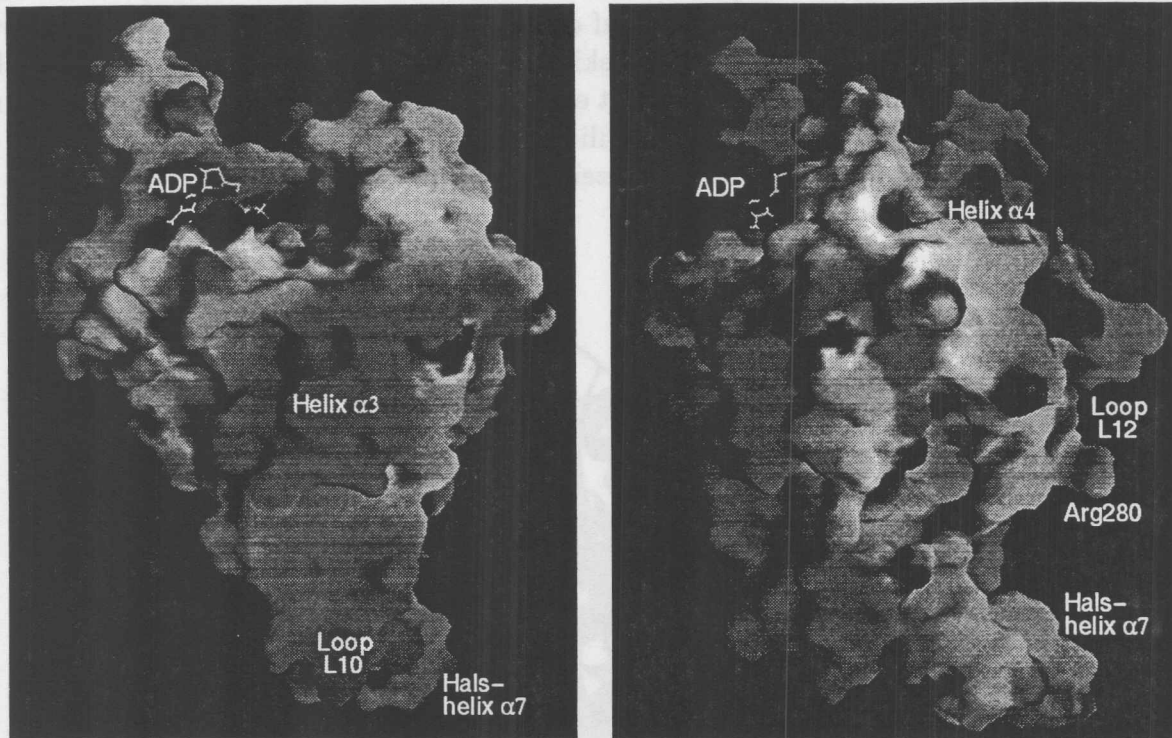 ADP
Helix α3
Loop
L10
Hals–
helix α7
ADP
Helix α4
Loop
L12
Arg280
Hals–
helix α7